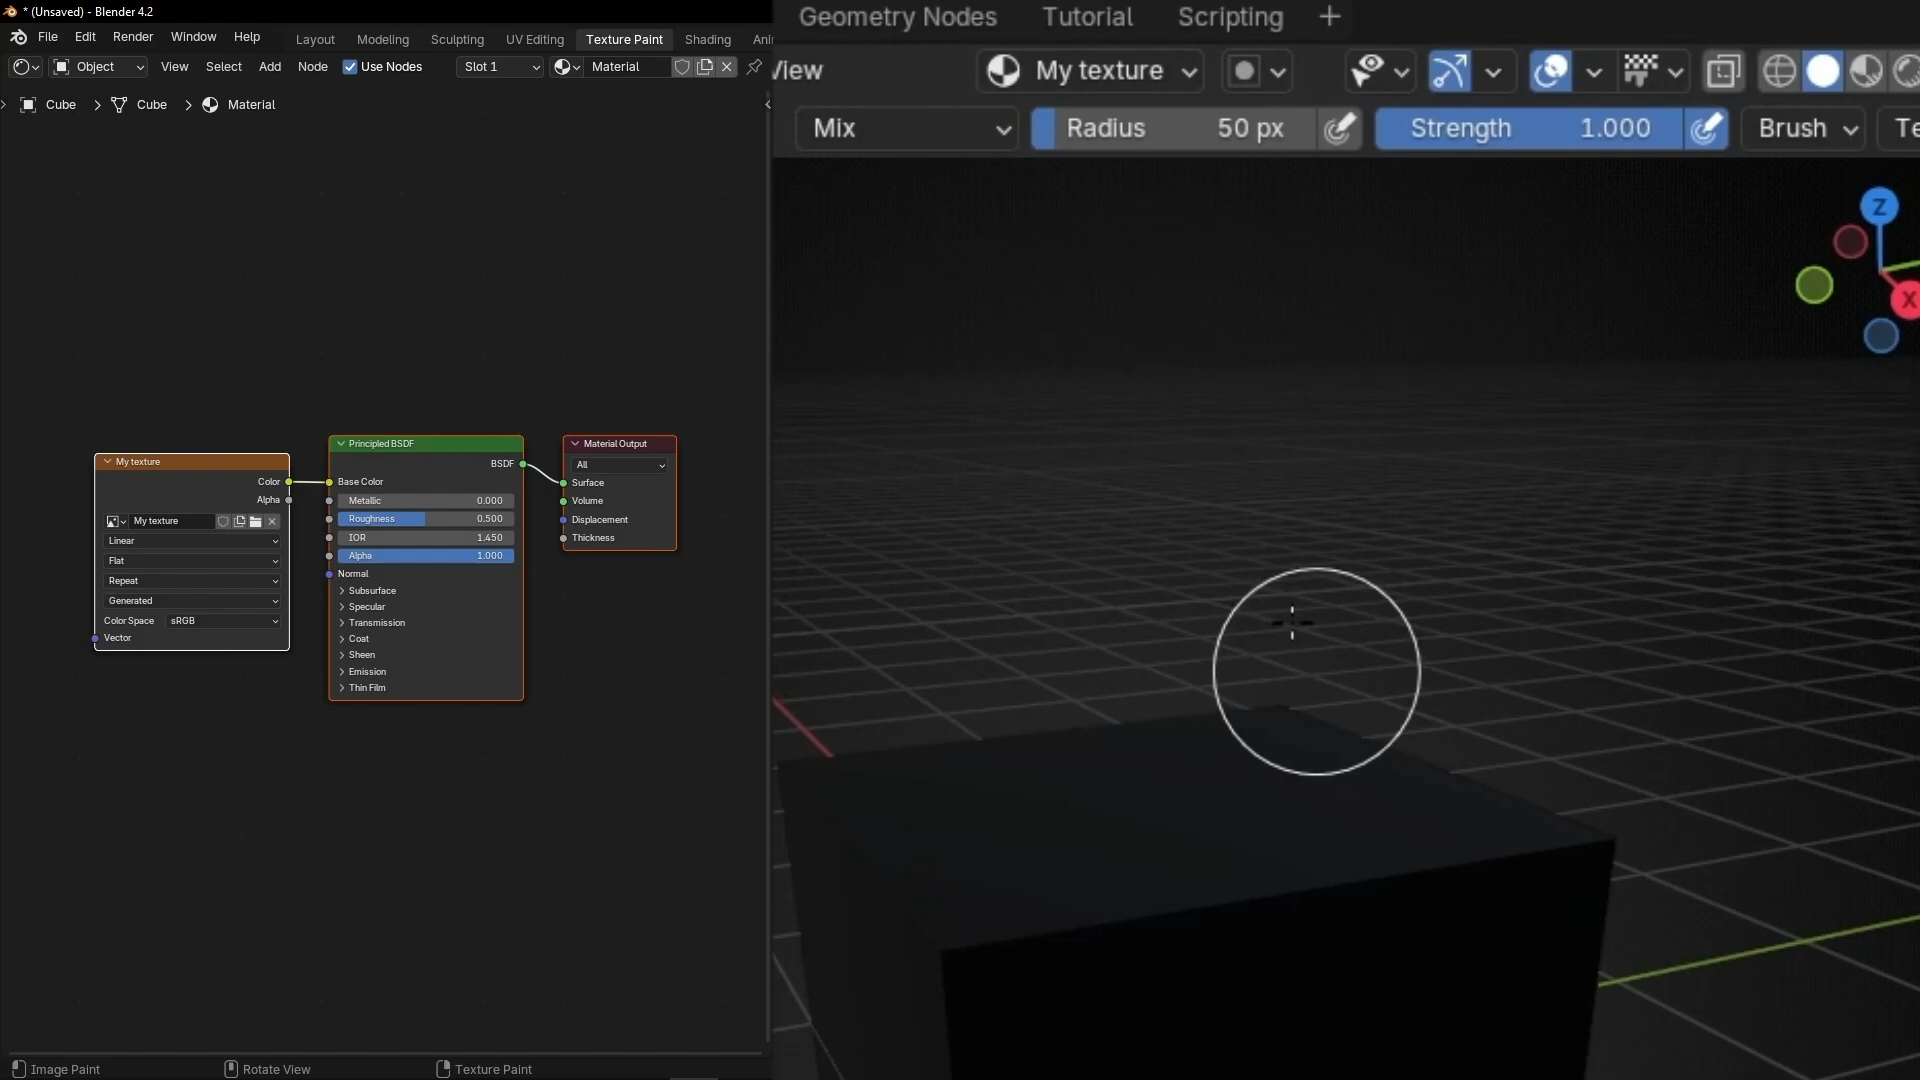 * (Unsaved) - Blender 4.2
File Edit Render Window Help Layout Modeling Sculpting UV Editing Texture Paint Shading Ani
Object View Select Add Node Use Nodes Slot 1 Material
Cube Cube Material
My texture
Color
Alpha
My texture
Linear
Flat
Repeat
Generated
Color Space sRGB
Vector
Principled BSDF
BSDF
Base Color
Metallic 0.000
Roughness 0.500
IOR 1.450
Alpha 1.000
Normal
Subsurface
Specular
Transmission
Coat
Sheen
Emission
Thin Film
Material Output
All
Surface
Volume
Displacement
Thickness
Image Paint Rotate View Texture Paint
Geometry Nodes Tutorial Scripting +
View My texture
Mix Radius 50 px Strength 1.000 Brush Te
Z
X